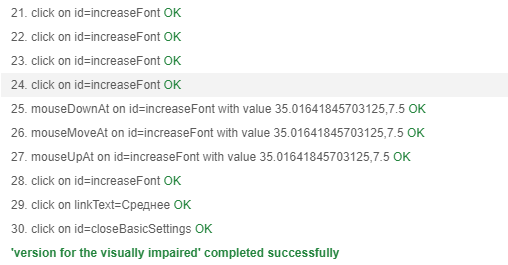 21. click on id=increaseFont OK
22. click on id=increaseFont OK
23. click on id=increaseFont OK
24. click on id=increaseFont OK
25. mouseDownAt on id=increaseFont with value 35.01641845703125,7.5 OK
26. mouseMoveAt on id=increaseFont with value 35.01641845703125,7.5 OK
27. mouseUpAt on id=increaseFont with value 35.01641845703125,7.5 OK
28. click on id=increaseFont OK
29. click on linkText=Среднее OK
30. click on id=closeBasicSettings OK
'version for the visually impaired' completed successfully